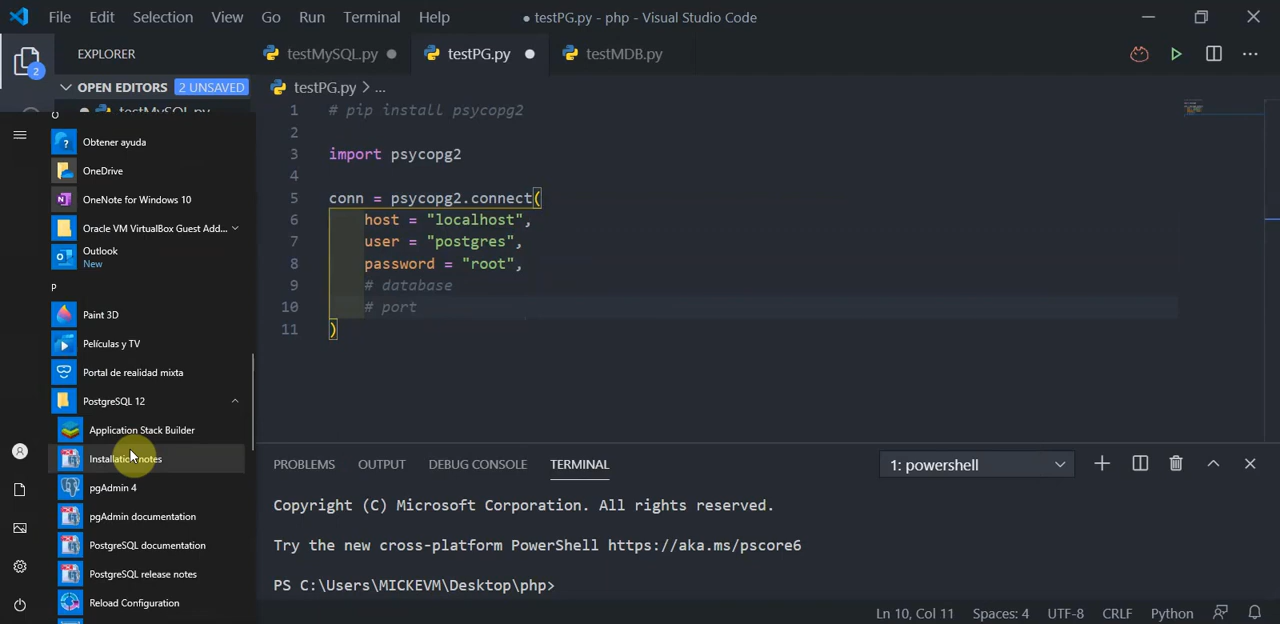 File Edit Selection View Go Run Terminal Help ● testPG.py - php - Visual Studio Code
2
EXPLORER
testMySQL.py
testPG.py
testMDB.py
OPEN EDITORS 2 UNSAVED
testMySQL.py
testPG.py > ...
1 # pip install psycopg2
2
3 import psycopg2
4
5 conn = psycopg2.connect(
6 host = "localhost",
7 user = "postgres",
8 password = "root",
9 # database
10 # port
11 )
O
Obtener ayuda
OneDrive
OneNote for Windows 10
Oracle VM VirtualBox Guest Add...
Outlook
New
P
Paint 3D
Películas y TV
Portal de realidad mixta
PostgreSQL 12
Application Stack Builder
Installation notes
pgAdmin 4
pgAdmin documentation
PostgreSQL documentation
PostgreSQL release notes
Reload Configuration
PROBLEMS OUTPUT DEBUG CONSOLE TERMINAL 1: powershell
Copyright (C) Microsoft Corporation. All rights reserved.
Try the new cross-platform PowerShell https://aka.ms/pscore6
PS C:\Users\MICKEVM\Desktop\php>
Ln 10, Col 11 Spaces: 4 UTF-8 CRLF Python